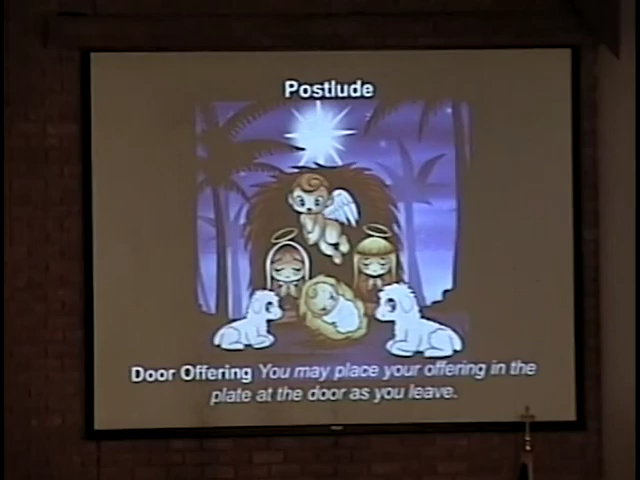 Postlude
Door Offering You may place your offering in the
plate at the door as you leave.